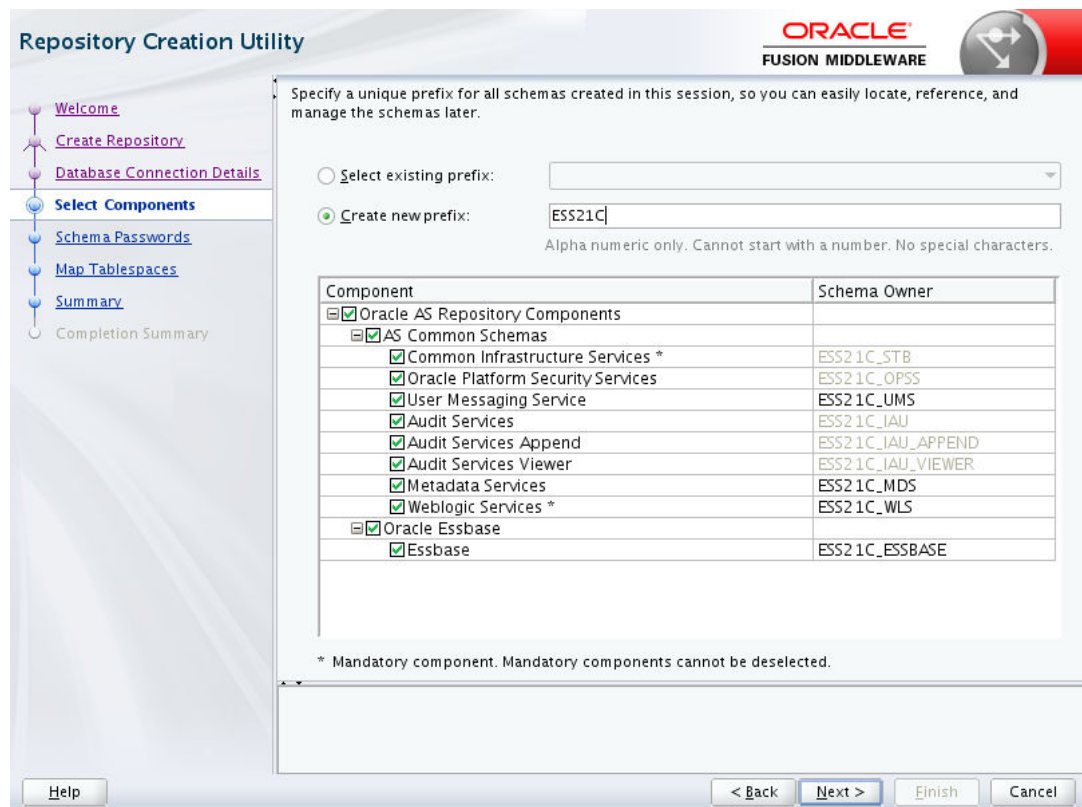 Repository Creation Utility
ORACLE
FUSION MIDDLEWARE
Welcome
Create Repository
Database Connection Details
Select Components
Schema Passwords
Map Tablespaces
Summary
Completion Summary
Specify a unique prefix for all schemas created in this session, so you can easily locate, reference, and
manage the schemas later.
Select existing prefix:
Create new prefix: ESS21C
Alpha numeric only. Cannot start with a number. No special characters.
Component Schema Owner
Oracle AS Repository Components
AS Common Schemas
Common Infrastructure Services * ESS21C_STB
Oracle Platform Security Services ESS21C_OPSS
User Messaging Service ESS21C_UMS
Audit Services ESS21C_IAU
Audit Services Append ESS21C_IAU_APPEND
Audit Services Viewer ESS21C_IAU_VIEWER
Metadata Services ESS21C_MDS
Weblogic Services * ESS21C_WLS
Oracle Essbase
Essbase ESS21C_ESSBASE
* Mandatory component. Mandatory components cannot be deselected.
Help < Back Next > Finish Cancel